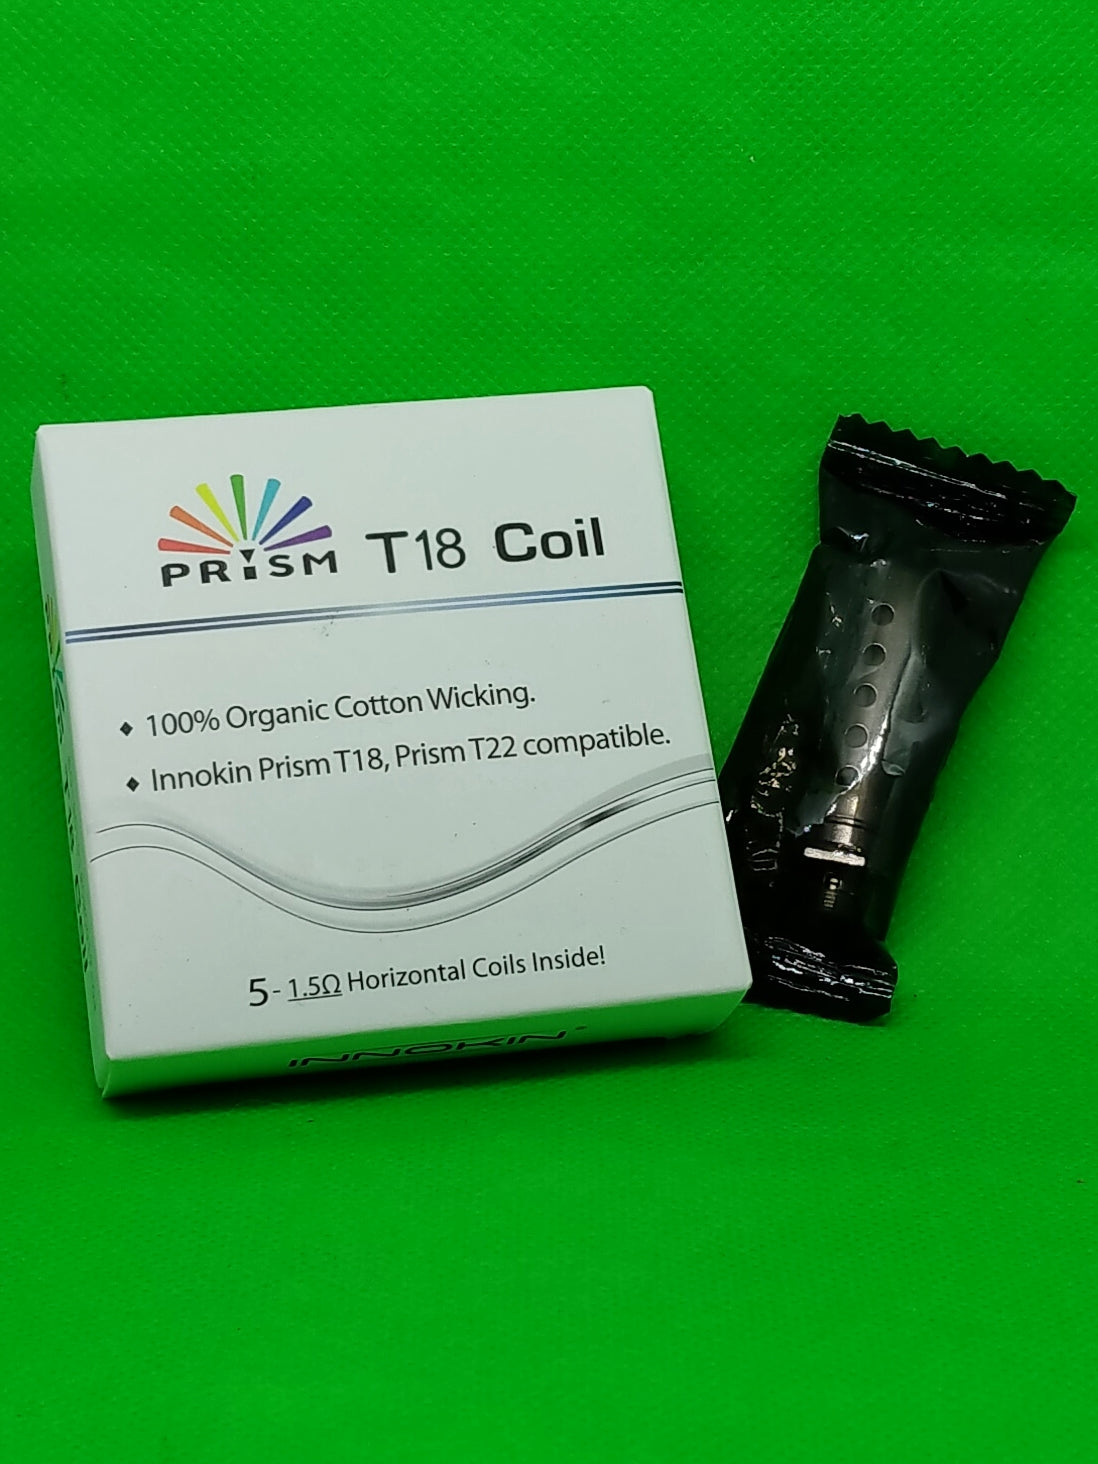 PRiSM T18 Coil
♦ 100% Organic Cotton Wicking.
♦ Innokin Prism T18, Prism T22 compatible.
5 - 1.5Ω Horizontal Coils Inside!
INNOKIN